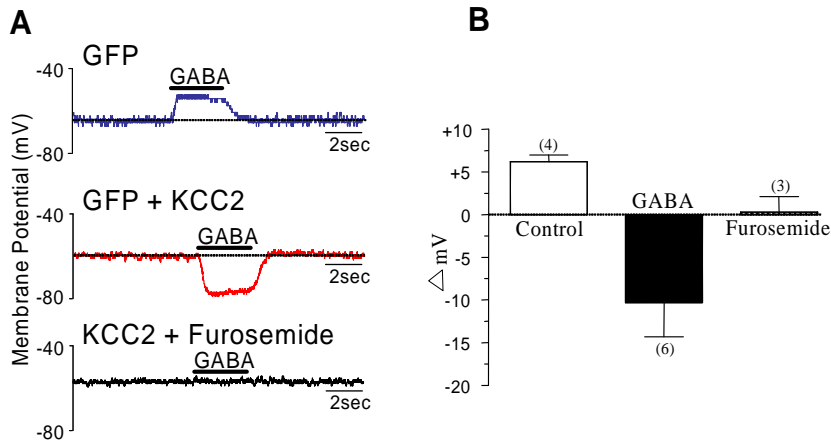 A
GFP
-40
GABA
-80
2sec
GFP + KCC2
-40
GABA
-80
2sec
KCC2 + Furosemide
-40
GABA
-80
2sec
Membrane Potential (mV)
B
+10
(4)
+5
GABA
(3)
0
Control
Furosemide
-5
-10
-15
(6)
-20
△ mV